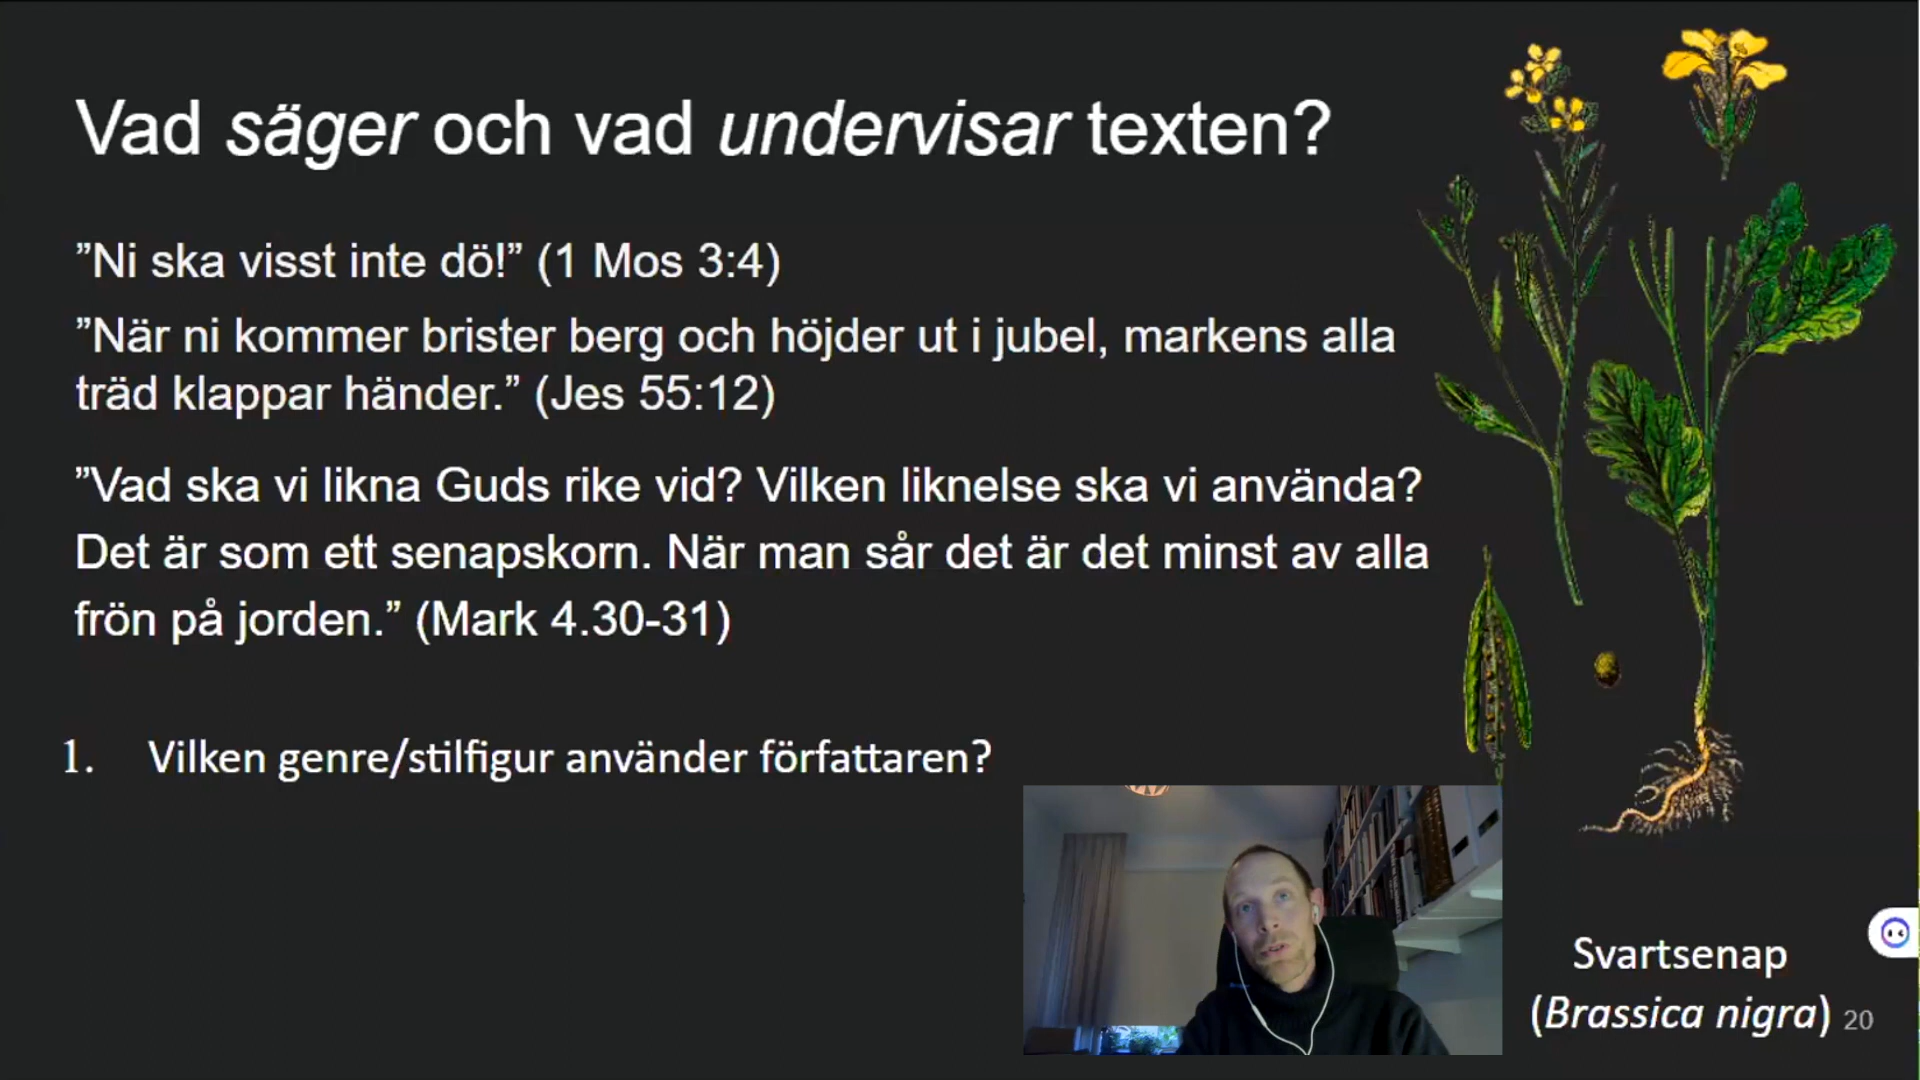 Vad säger och vad undervisar texten?
”Ni ska visst inte dö!” (1 Mos 3:4)
”När ni kommer brister berg och höjder ut i jubel, markens alla
träd klappar händer.” (Jes 55:12)
”Vad ska vi likna Guds rike vid? Vilken liknelse ska vi använda?
Det är som ett senapskorn. När man sår det är det minst av alla
frön på jorden.” (Mark 4.30-31)
1. Vilken genre/stilfigur använder författaren?
Svartsenap
(Brassica nigra) 20